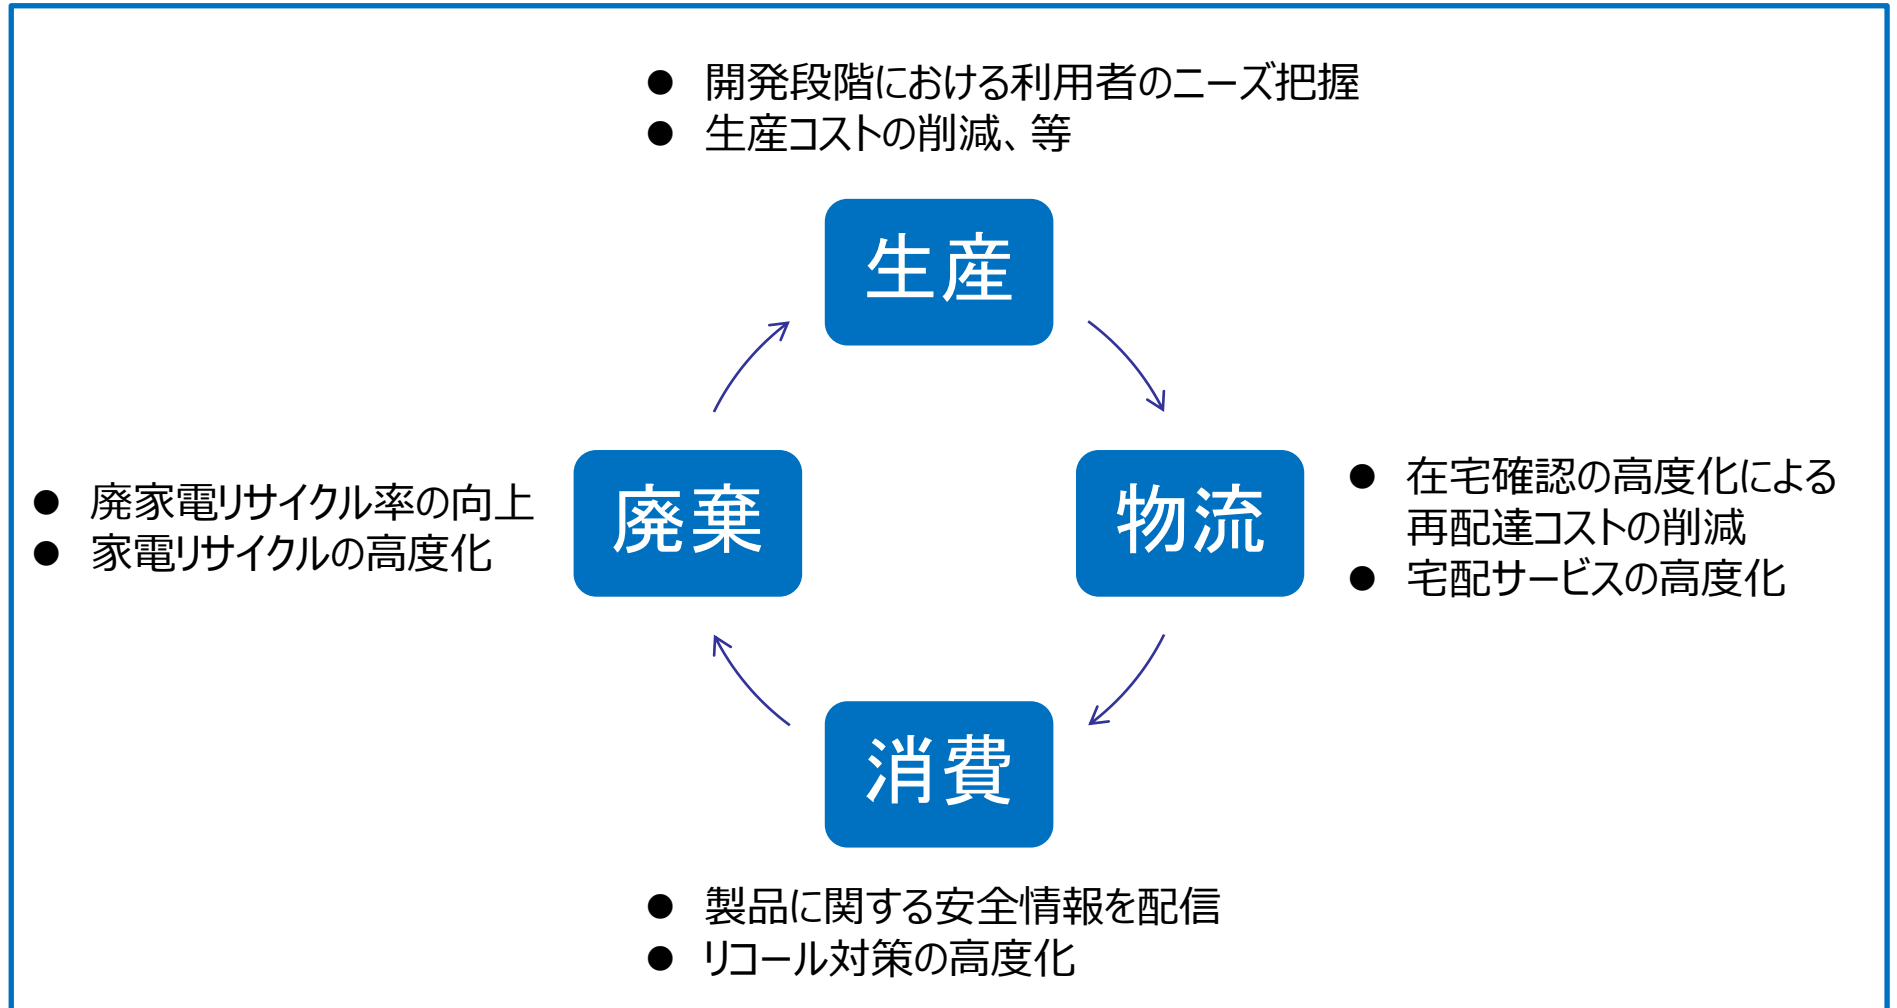 ● 開発段階における利用者のニーズ把握
● 生産コストの削減、等
生産
● 廃家電リサイクル率の向上
● 家電リサイクルの高度化
廃棄
物流
● 在宅確認の高度化による
再配達コストの削減
● 宅配サービスの高度化
消費
● 製品に関する安全情報を配信
● リコール対策の高度化